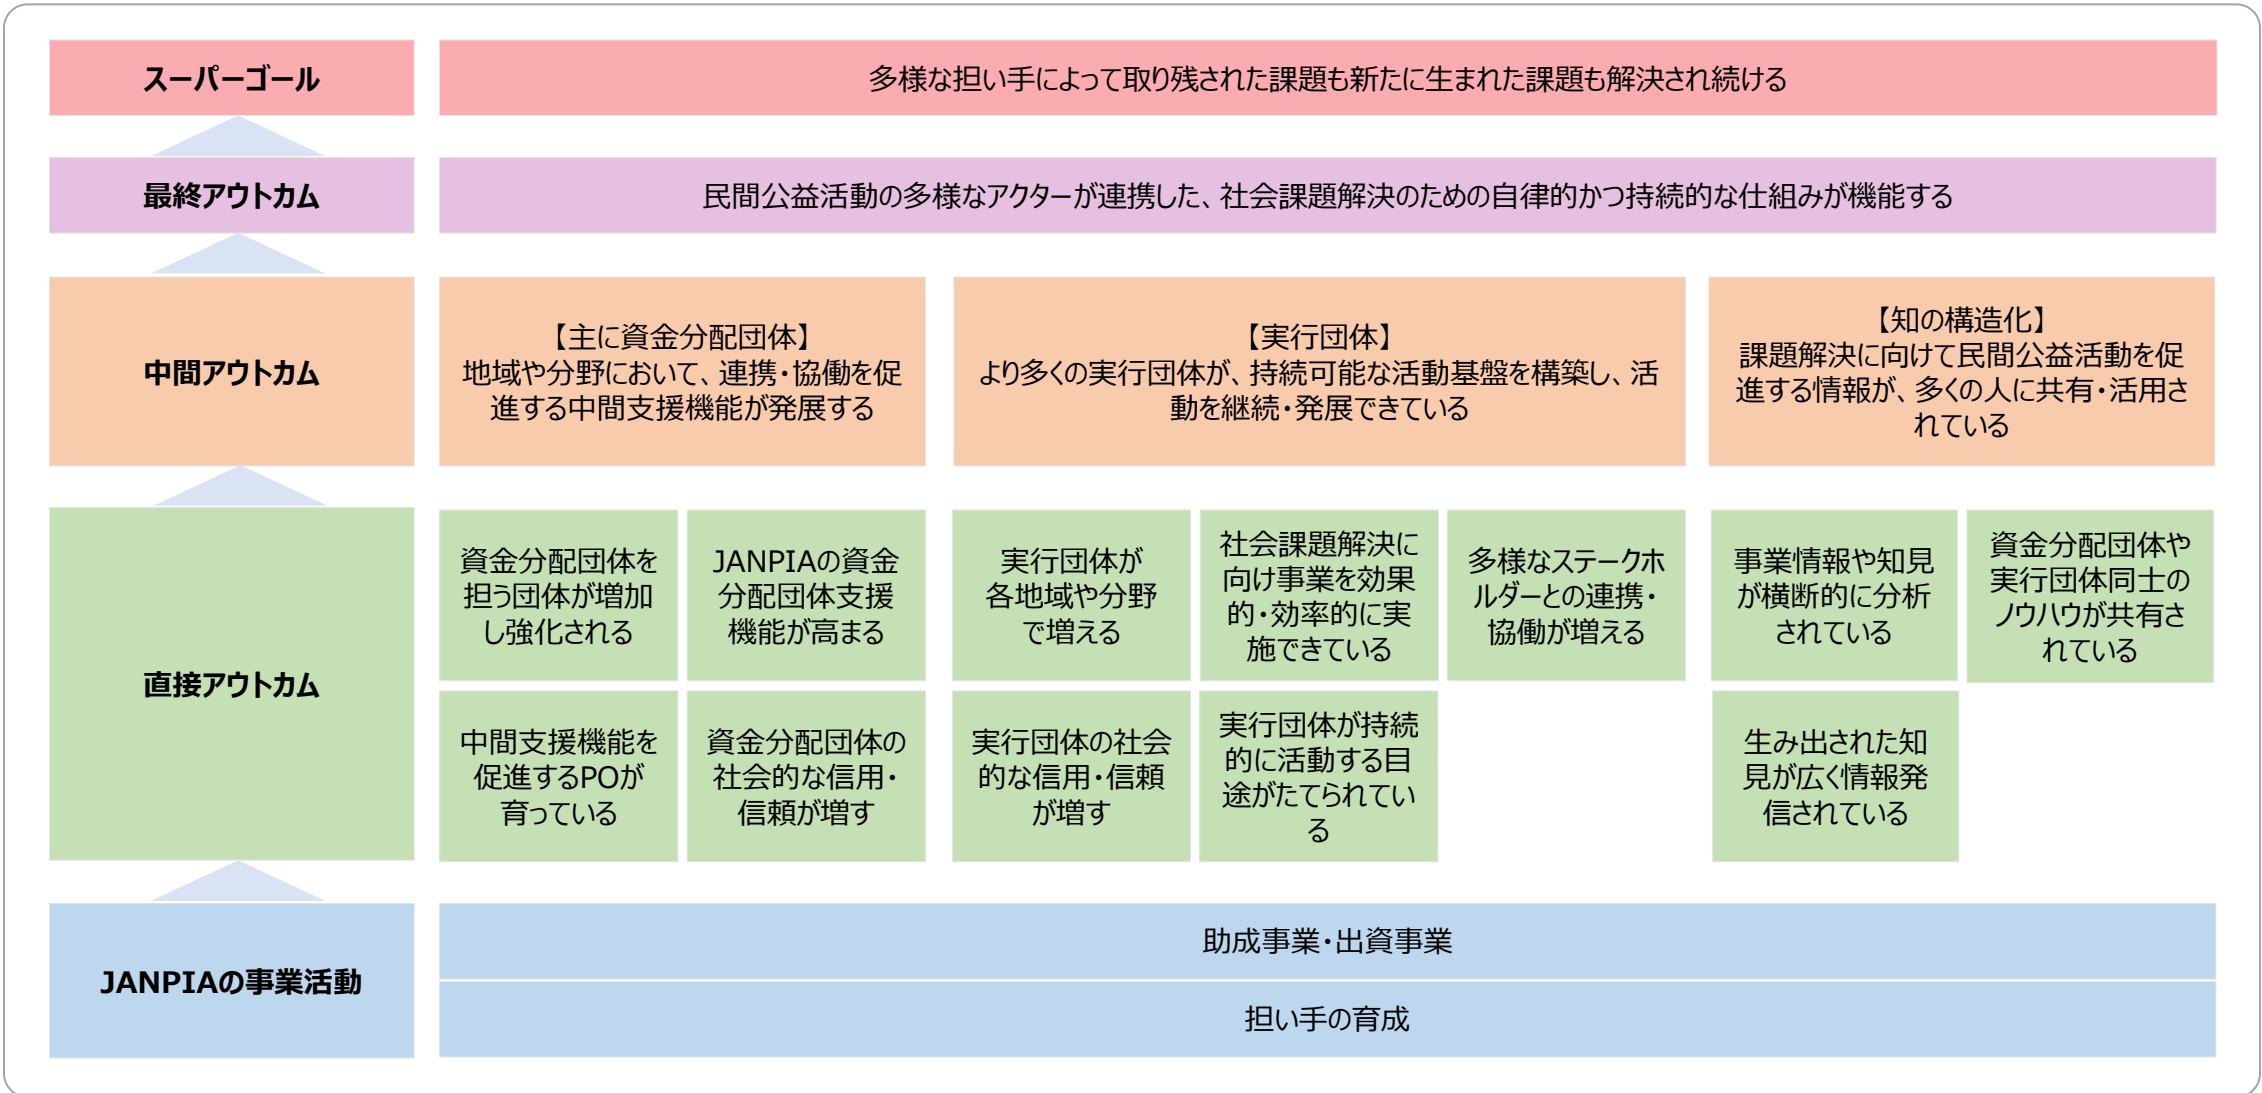 スーパーゴール
多様な担い手によって取り残された課題も新たに生まれた課題も解決され続ける
最終アウトカム
民間公益活動の多様なアクターが連携した、社会課題解決のための自律的かつ持続的な仕組みが機能する
中間アウトカム
【主に資金分配団体】
地域や分野において、連携・協働を促
進する中間支援機能が発展する
【実行団体】
より多くの実行団体が、持続可能な活動基盤を構築し、活
動を継続・発展できている
【知の構造化】
課題解決に向けて民間公益活動を促
進する情報が、多くの人に共有・活用さ
れている
直接アウトカム
資金分配団体を
担う団体が増加
し強化される
JANPIAの資金
分配団体支援
機能が高まる
実行団体が
各地域や分野
で増える
社会課題解決に
向け事業を効果
的・効率的に実
施できている
多様なステークホ
ルダーとの連携・
協働が増える
事業情報や知見
が横断的に分析
されている
資金分配団体や
実行団体同士の
ノウハウが共有さ
れている
中間支援機能を
促進するPOが
育っている
資金分配団体の
社会的な信用・
信頼が増す
実行団体の社会
的な信用・信頼
が増す
実行団体が持続
的に活動する目
途がたてられてい
る
生み出された知
見が広く情報発
信されている
JANPIAの事業活動
助成事業・出資事業
担い手の育成